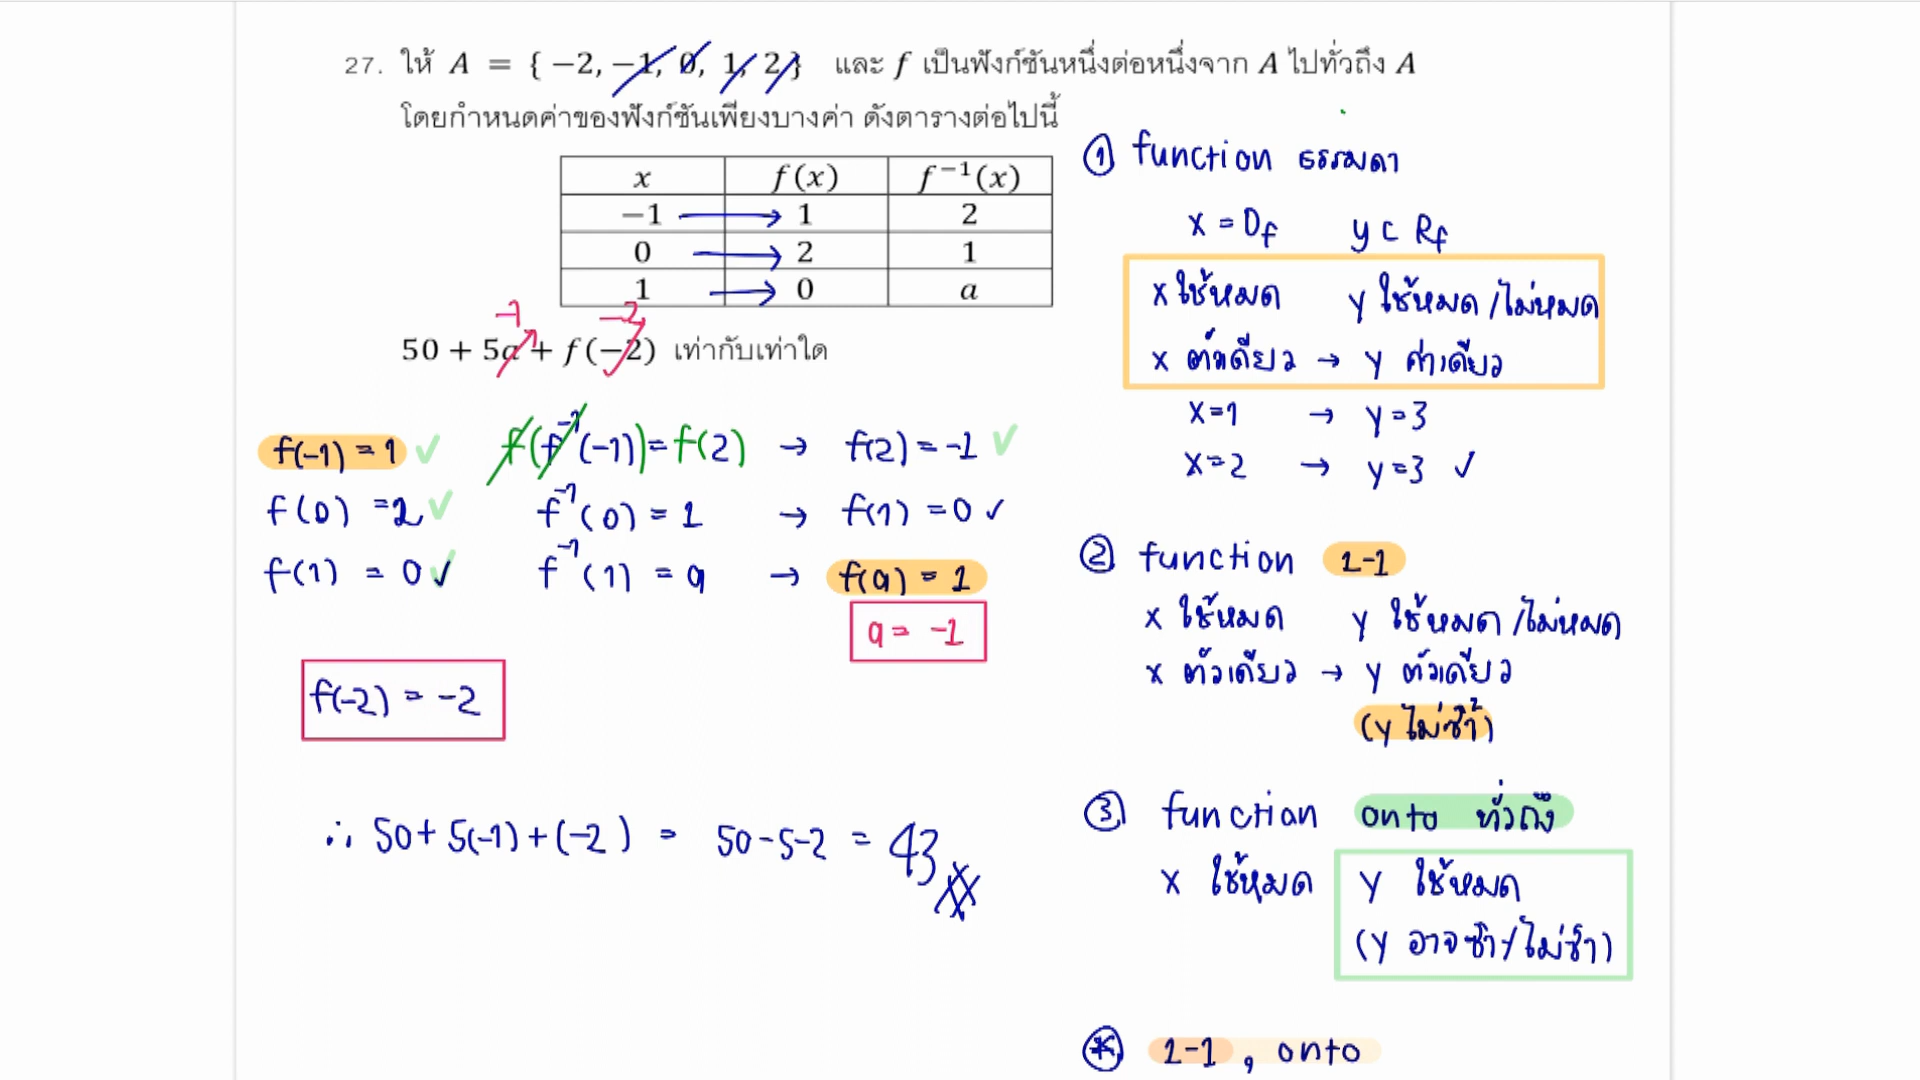 27. ให้ A = { −2, −1, 0, 1, 2 } และ f เป็นฟังก์ชันหนึ่งต่อหนึ่งจาก A ไปทั่วถึง A
โดยกำหนดค่าของฟังก์ชันเพียงบางค่า ดังตารางต่อไปนี้
x f(x) f⁻¹(x)
−1 → 1 2
0 → 2 1
1 → 0 a
-1 -2
50 + 5a + f(−2) เท่ากับเท่าใด
f(-1) = 1 ✓ f(f⁻¹(-1)) = f(2) → f(2) = -1 ✓
f(0) = 2 ✓ f⁻¹(0) = 1 → f(1) = 0 ✓
f(1) = 0 ✓ f⁻¹(1) = a → f(a) = 1
a = -1
f(-2) = -2
∴ 50 + 5(-1) + (-2) = 50 - 5 - 2 = 43
① function ธรรมดา
x = Df y ⊂ Rf
x ใช้หมด y ใช้หมด /ไม่หมด
x ตัวเดียว → y ค่าเดียว
x=1 → y=3
x=2 → y=3 ✓
② function 1-1
x ใช้หมด y ใช้หมด /ไม่หมด
x ตัวเดียว → y ตัวเดียว
(y ไม่ซ้ำ)
③ function onto ทั่วถึง
x ใช้หมด y ใช้หมด
(y อาจซ้ำ/ไม่ซ้ำ)
* 1-1 , onto